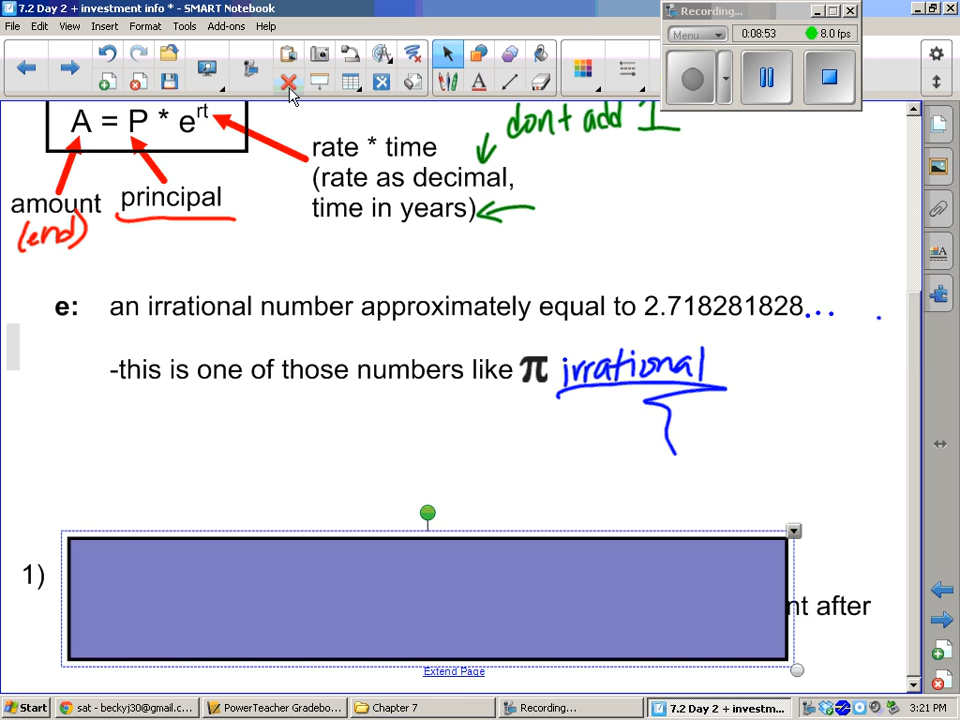 7.2 Day 2 + investment info * - SMART Notebook
Recording...
File Edit View Insert Format Tools Add-ons Help
Menu 0:08:53 8.0 fps
A = P * e^rt
don't add 1
rate * time
(rate as decimal,
time in years)
amount principal
(end)
e: an irrational number approximately equal to 2.718281828...
-this is one of those numbers like π irrational
1)
nt after
Extend Page
Start sat - beckyj30@gmail.c... PowerTeacher Gradebo... Chapter 7 Recording... 7.2 Day 2 + investm... 3:21 PM